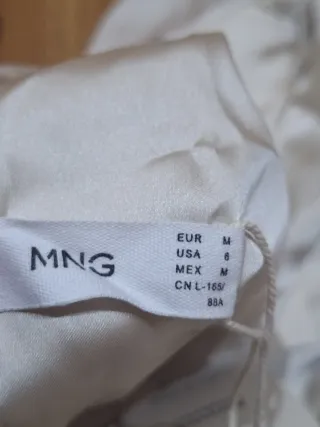 MNG
EUR M
USA 6
MEX M
CN L-165/
88A